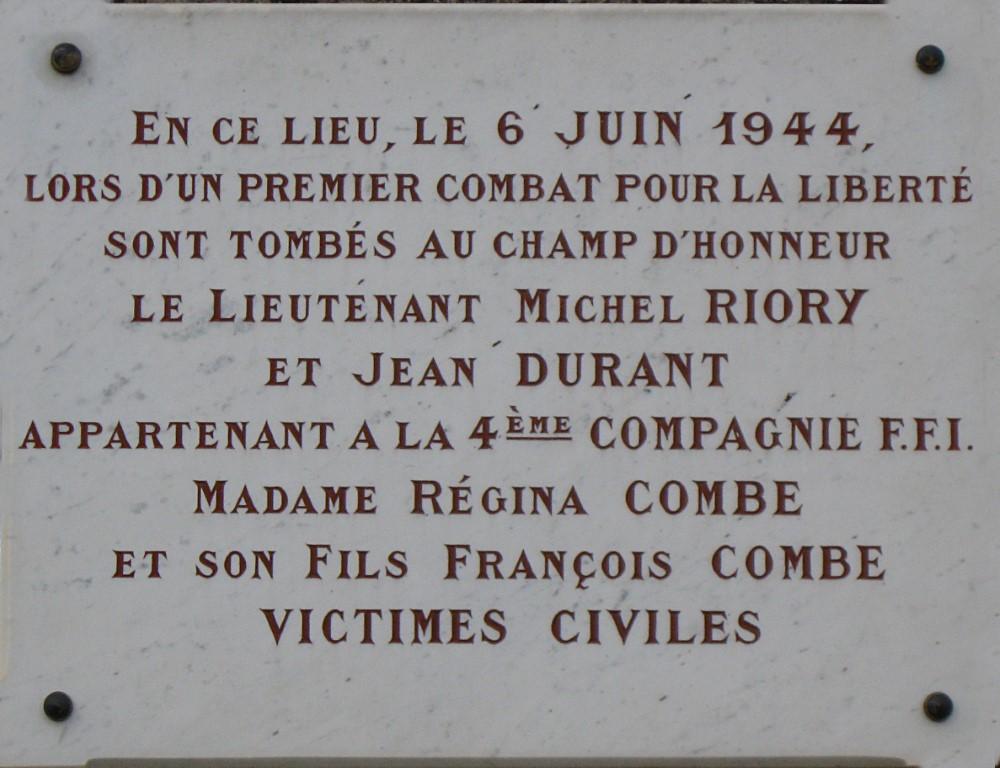 EN CE LIEU, LE 6 JUIN 1944,
LORS D'UN PREMIER COMBAT POUR LA LIBERTÉ
SONT TOMBÉS AU CHAMP D'HONNEUR
LE LIEUTÉNANT MICHEL RIORY
ET JEAN DURANT
APPARTENANT A LA 4ÈME COMPAGNIE F.F.I.
MADAME RÉGINA COMBE
ET SON FILS FRANÇOIS COMBE
VICTIMES CIVILES